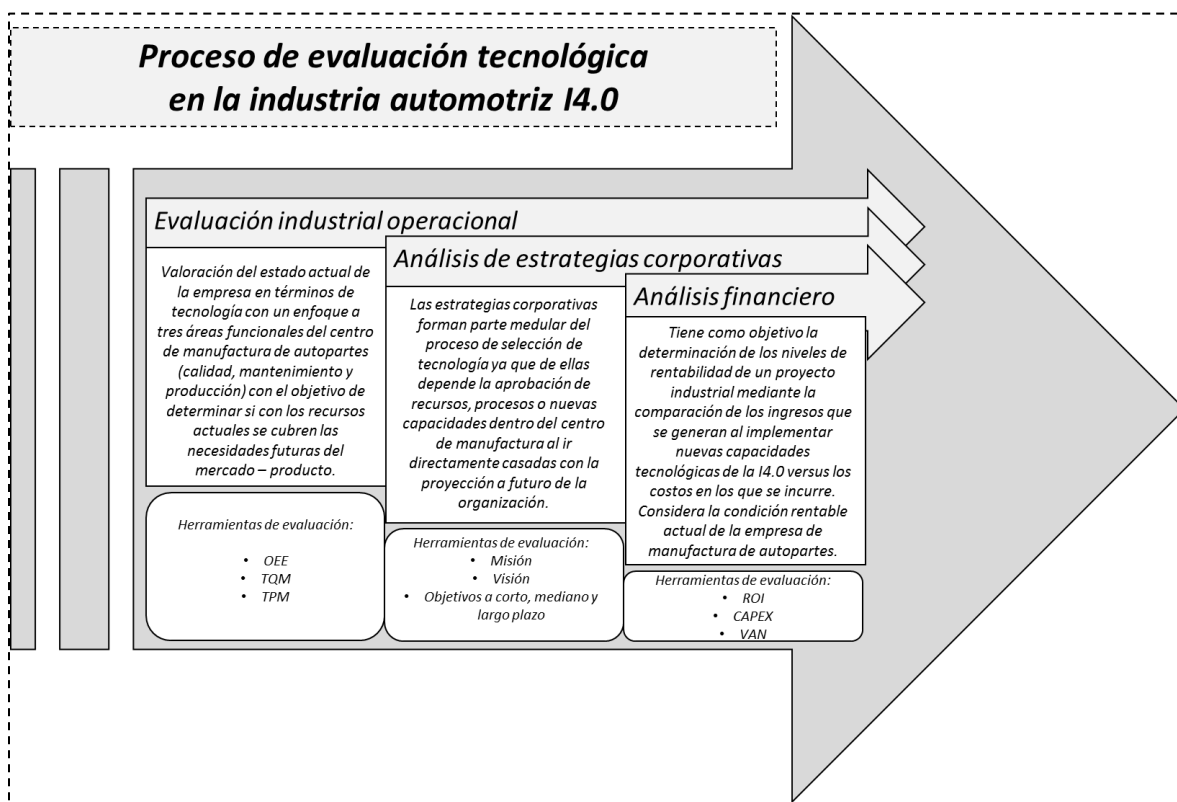 Proceso de evaluación tecnológica
en la industria automotriz I4.0
Evaluación industrial operacional
Valoración del estado actual de
la empresa en términos de
tecnología con un enfoque a
tres áreas funcionales del centro
de manufactura de autopartes
(calidad, mantenimiento y
producción) con el objetivo de
determinar si con los recursos
actuales se cubren las
necesidades futuras del
mercado – producto.
Herramientas de evaluación:
• OEE
• TQM
• TPM
Análisis de estrategias corporativas
Las estrategias corporativas
forman parte medular del
proceso de selección de
tecnología ya que de ellas
depende la aprobación de
recursos, procesos o nuevas
capacidades dentro del
centro de manufactura al ir
directamente casadas con la
proyección a futuro de la
organización.
Herramientas de evaluación:
• Misión
• Visión
• Objetivos a corto, mediano y
largo plazo
Análisis financiero
Tiene como objetivo la
determinación de los niveles de
rentabilidad de un proyecto
industrial mediante la
comparación de los ingresos que
se generan al implementar
nuevas capacidades
tecnológicas de la I4.0 versus los
costos en los que se incurre.
Considera la condición rentable
actual de la empresa de
manufactura de autopartes.
Herramientas de evaluación:
• ROI
• CAPEX
• VAN